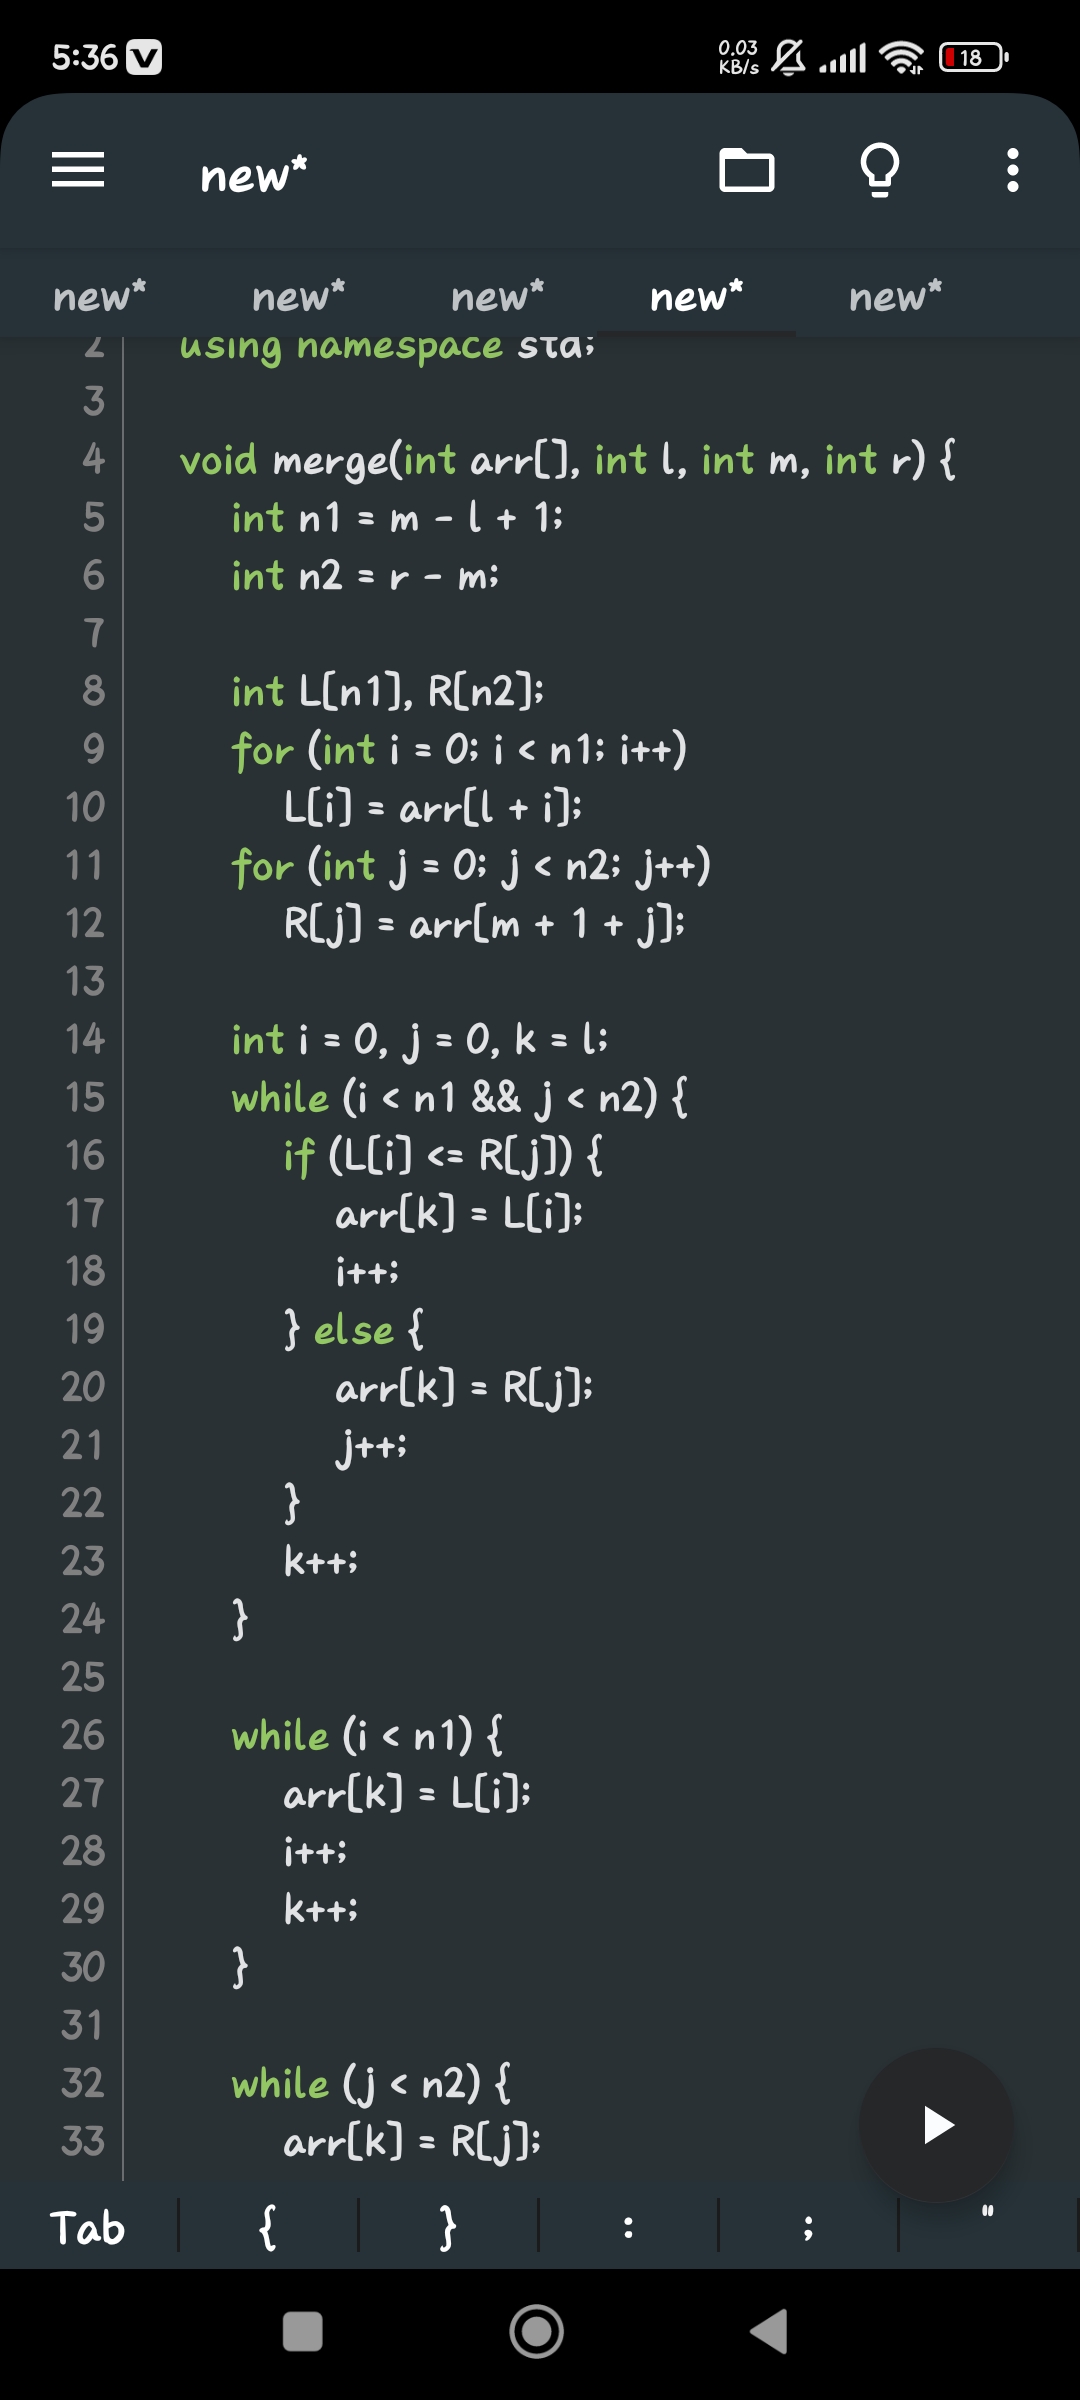 5:36
0.03
KB/s
18
new*
new* new* new* new* new*
2 using namespace std;
3
4 void merge(int arr[], int l, int m, int r) {
5 int n1 = m - l + 1;
6 int n2 = r - m;
7
8 int L[n1], R[n2];
9 for (int i = 0; i < n1; i++)
10 L[i] = arr[l + i];
11 for (int j = 0; j < n2; j++)
12 R[j] = arr[m + 1 + j];
13
14 int i = 0, j = 0, k = l;
15 while (i < n1 && j < n2) {
16 if (L[i] <= R[j]) {
17 arr[k] = L[i];
18 i++;
19 } else {
20 arr[k] = R[j];
21 j++;
22 }
23 k++;
24 }
25
26 while (i < n1) {
27 arr[k] = L[i];
28 i++;
29 k++;
30 }
31
32 while (j < n2) {
33 arr[k] = R[j];
Tab { } : ; "